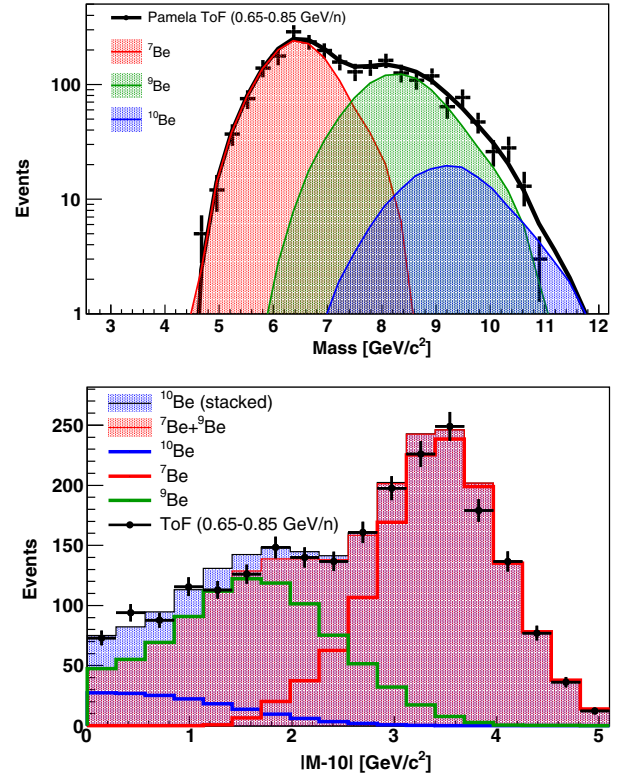 Pamela ToF (0.65-0.85 GeV/n)
⁷Be
⁹Be
¹⁰Be
Events
100
10
1
3 4 5 6 7 8 9 10 11 12
Mass [GeV/c²]
¹⁰Be (stacked)
⁷Be+⁹Be
¹⁰Be
⁷Be
⁹Be
ToF (0.65-0.85 GeV/n)
Events
250
200
150
100
50
0
0 1 2 3 4 5
|M-10| [GeV/c²]